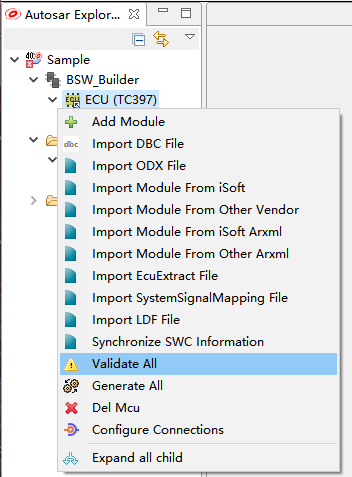 Autosar Explor...
Sample
BSW_Builder
ECU (TC397)
Add Module
dbc Import DBC File
Import ODX File
Import Module From iSoft
Import Module From Other Vendor
Import Module From iSoft Arxml
Import Module From Other Arxml
Import EcuExtract File
Import SystemSignalMapping File
Import LDF File
Synchronize SWC Information
Validate All
Generate All
Del Mcu
Configure Connections
Expand all child